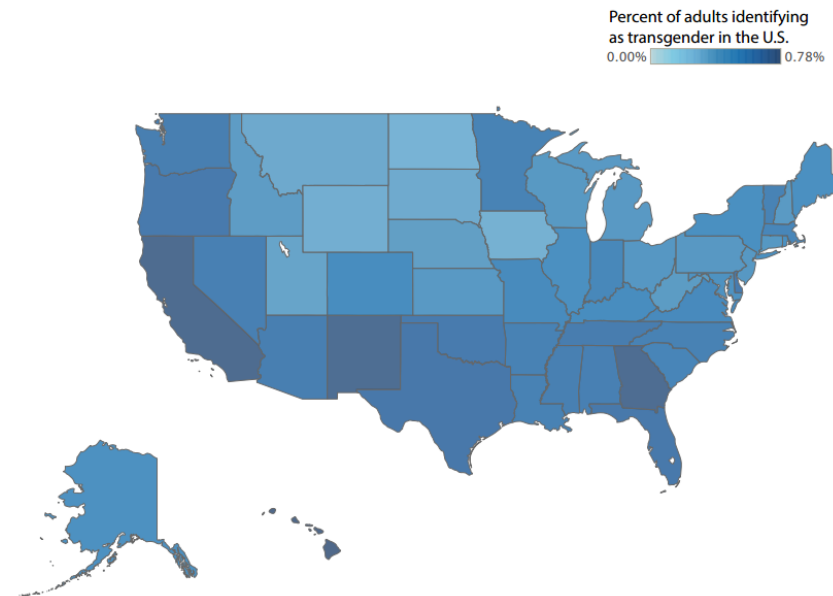 Percent of adults identifying
as transgender in the U.S.
0.00% 0.78%